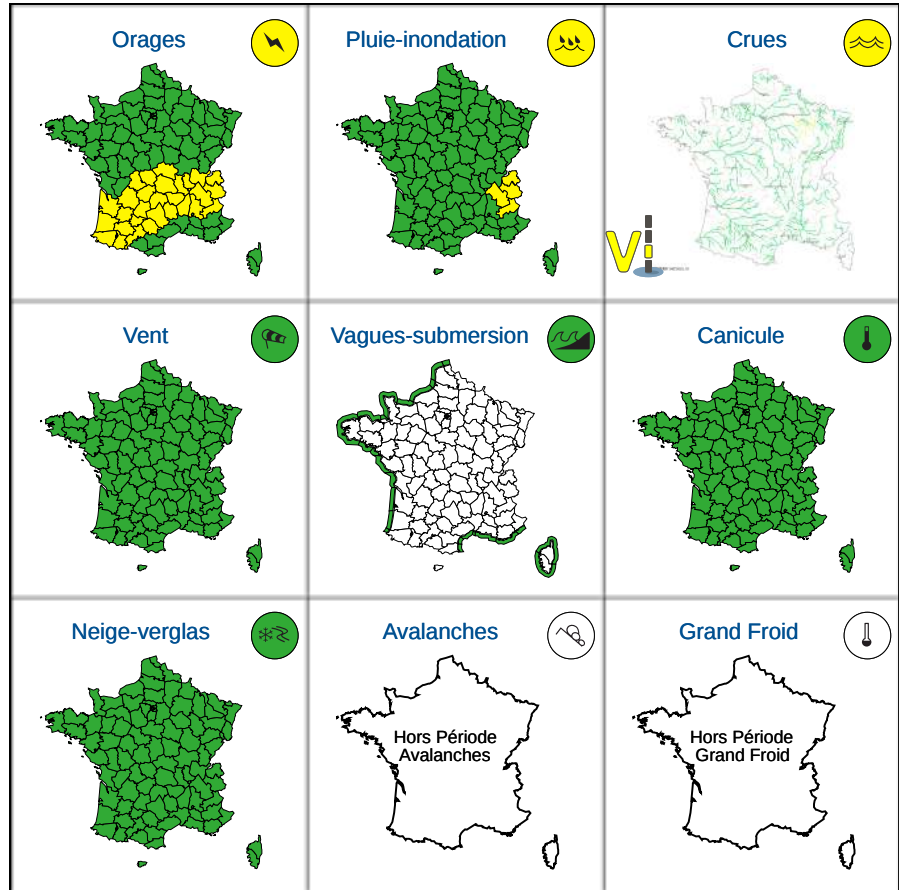 Orages
Pluie-inondation
Crues
Vi
Vent
Vagues-submersion
Canicule
Neige-verglas
Avalanches
Grand Froid
Hors Période
Avalanches
Hors Période
Grand Froid